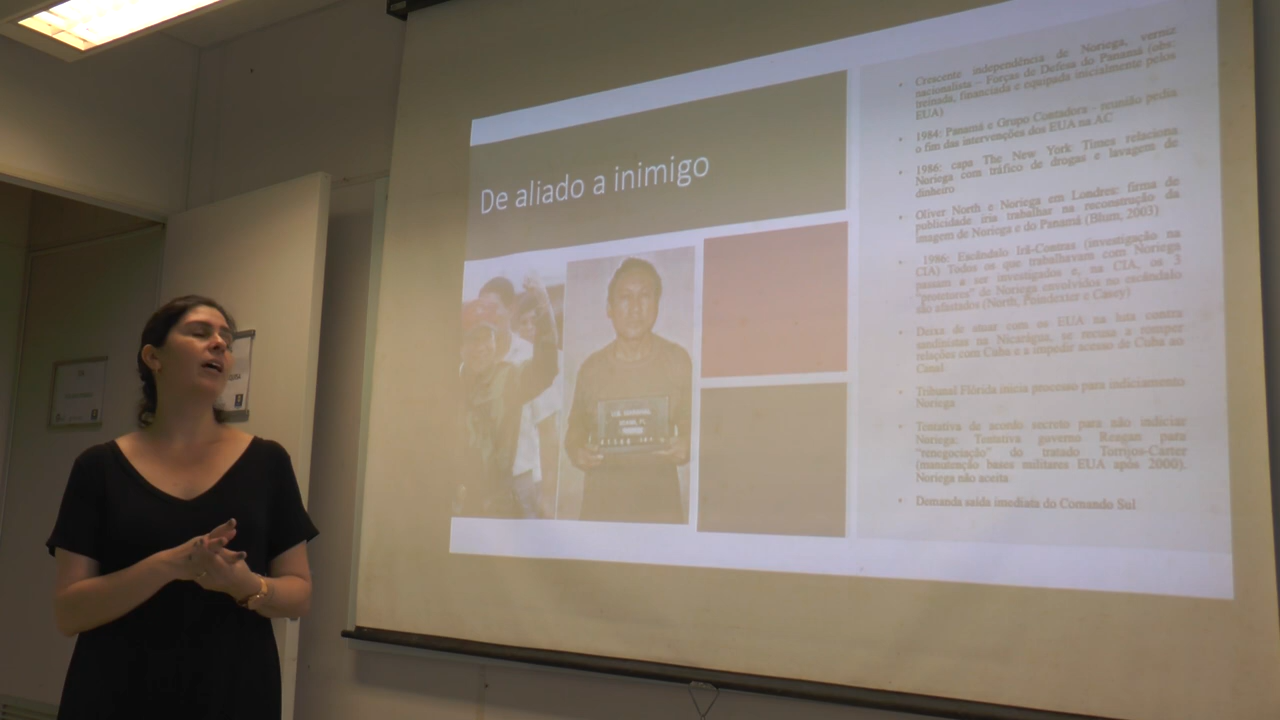 De aliado a inimigo
• Crescente independência de Noriega, verniz
nacionalista – Forças de Defesa do Panamá (obs:
treinada, financiada e equipada inicialmente pelos
EUA)
• 1984: Panamá e Grupo Contadora - reunião pedia
o fim das intervenções dos EUA na AC
• 1986: capa The New York Times relaciona
Noriega com tráfico de drogas e lavagem de
dinheiro
• Oliver North e Noriega em Londres: firma de
publicidade iria trabalhar na reconstrução da
imagem de Noriega e do Panamá (Blum, 2003)
• 1986: Escândalo Irã-Contras (investigação na
CIA) Todos os que trabalhavam com Noriega
passam a ser investigados e, na CIA, os 3
"protetores" de Noriega envolvidos no escândalo
são afastados (North, Poindexter e Casey)
• Deixa de atuar com os EUA na luta contra
sandinistas na Nicarágua, se recusa a romper
relações com Cuba e a impedir acesso de Cuba ao
Canal
• Tribunal Flórida inicia processo para indiciamento
Noriega
• Tentativa de acordo secreto para não indiciar
Noriega: Tentativa governo Reagan para
"renegociação" do tratado Torrijos-Carter
(manutenção bases militares EUA após 2000).
Noriega não aceita
• Demanda saída imediata do Comando Sul